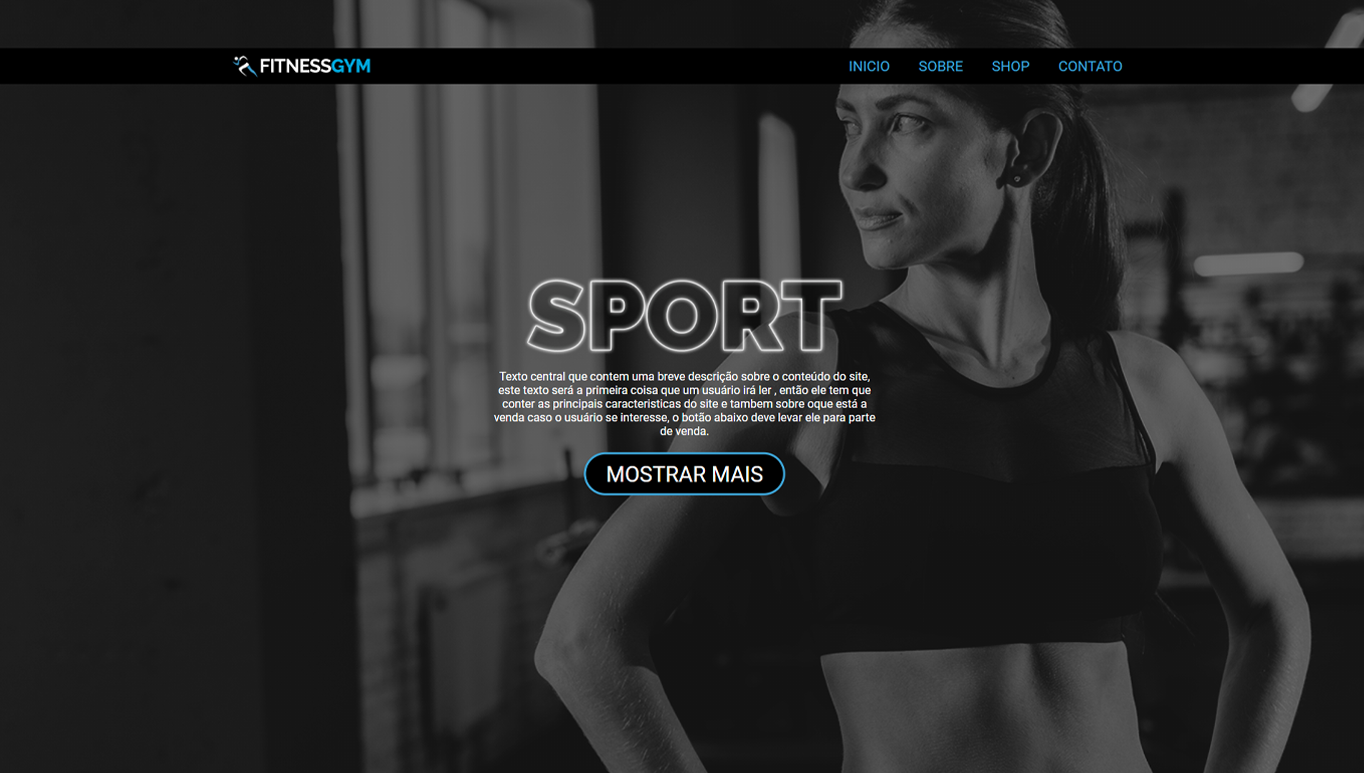 FITNESSGYM
INICIO SOBRE SHOP CONTATO
SPORT
Texto central que contem uma breve descrição sobre o conteúdo do site,
este texto será a primeira coisa que um usuário irá ler , então ele tem que
conter as principais caracteristicas do site e tambem sobre oque está a
venda caso o usuário se interesse, o botão abaixo deve levar ele para parte
de venda.
MOSTRAR MAIS